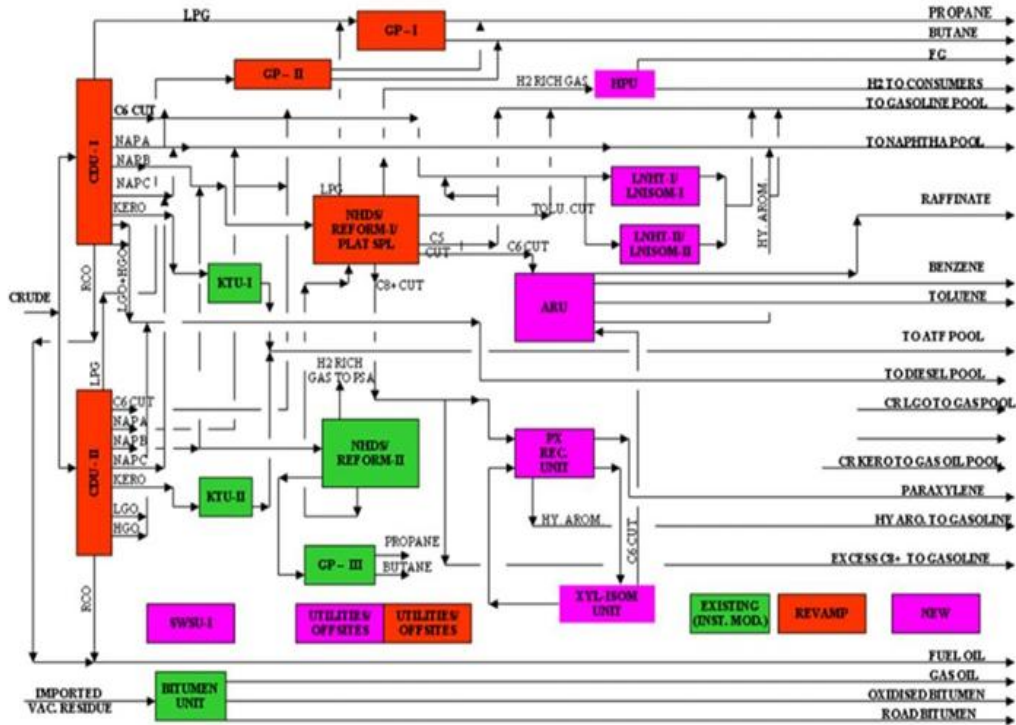 LPG
GP – I
PROPANE
BUTANE
GP – II
FG
H2 RICH GAS
HPU
H2 TO CONSUMERS
TO GASOLINE POOL
CDU - I
C6 CUT
NAPA
NARB
NAPC
KERO
TO NAPHTHA POOL
LPG
NHDS/
REFORM-I/
PLAT SPL
TOLU. CUT
LNHT-I/
LNISOM-I
HY. AROM.
RAFFINATE
LNHT-II/
LNISOM-II
C5
CUT
C6 CUT
RCO
LGO+HGO
KTU-I
C8+ CUT
ARU
BENZENE
TOLUENE
CRUDE
TO ATF POOL
LPG
H2 RICH
GAS TO PSA
TO DIESEL POOL
CDU - II
C6 CUT
NAPA
NAPB
NAPC
KERO
LGO
HGO
CR LGO TO GAS POOL
NHDS/
REFORM-II
PX
REC.
UNIT
CR KERO TO GAS OIL POOL
KTU-II
PARAXYLENE
HY. AROM.
C6 CUT
HY ARO. TO GASOLINE
PROPANE
BUTANE
GP – III
EXCESS C8+ TO GASOLINE
RCO
XYL-ISOM
UNIT
SWSU-I
UTILITIES/
OFFSITES
UTILITIES/
OFFSITES
EXISTING
(INST. MOD.)
REVAMP
NEW
FUEL OIL
GAS OIL
IMPORTED
VAC. RESIDUE
BITUMEN
UNIT
OXIDISED BITUMEN
ROAD BITUMEN